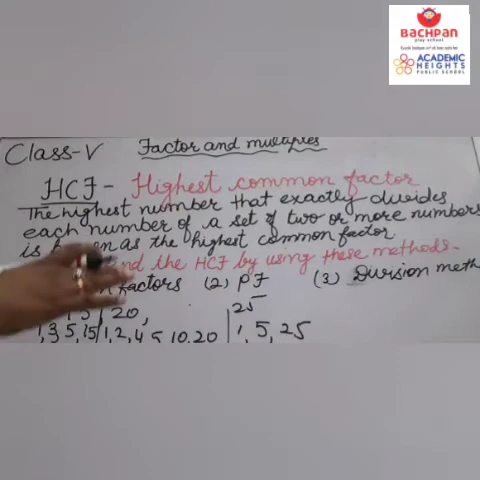 BACHPAN
play school
ACADEMIC
HEIGHTS
PUBLIC SCHOOL
Class-V Factor and multiples
HCF - Highest common factor
The highest number that exactly divides
each number of a set of two or more numbers
is as the highest common factor
the HCF by using these methods-
factors (2) PF (3) Division meth
20, 25
1, 3 5, 15 1, 2, 4 5 10, 20 1, 5, 25